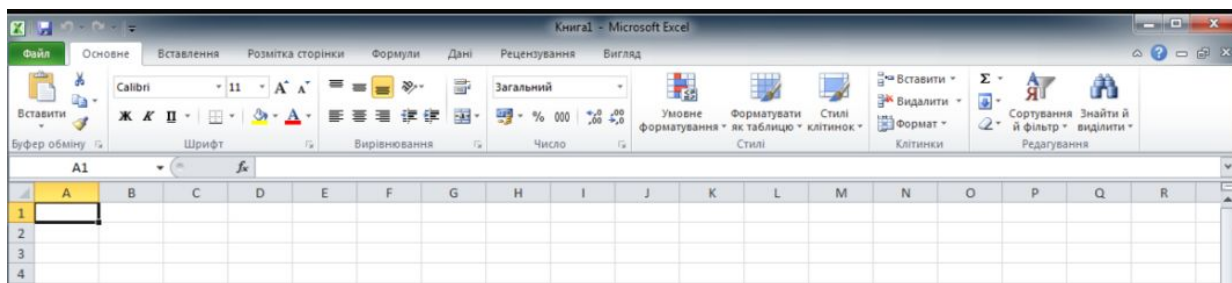 Книга1 - Microsoft Excel
Файл Основне Вставлення Розмітка сторінки Формули Дані Рецензування Вигляд
Вставити
Calibri 11
Ж К П
% 000
Загальний
Умовне форматування
Форматувати як таблицю
Стилі клітинок
Вставити
Видалити
Формат
Σ
Сортування й фільтр
Знайти й виділити
Буфер обміну Шрифт Вирівнювання Число Стилі Клітинки Редагування
A1 fx
A B C D E F G H I J K L M N O P Q R
1
2
3
4